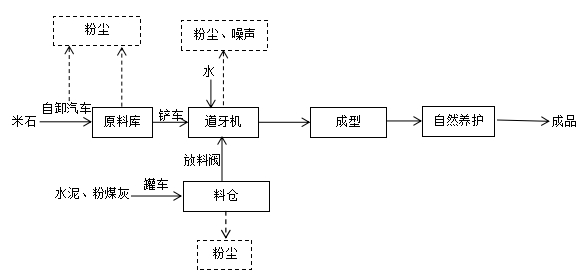 粉尘
粉尘、噪声
水
自卸汽车
米石
原料库
铲车
道牙机
成型
自然养护
成品
放料阀
水泥、粉煤灰
罐车
料仓
粉尘